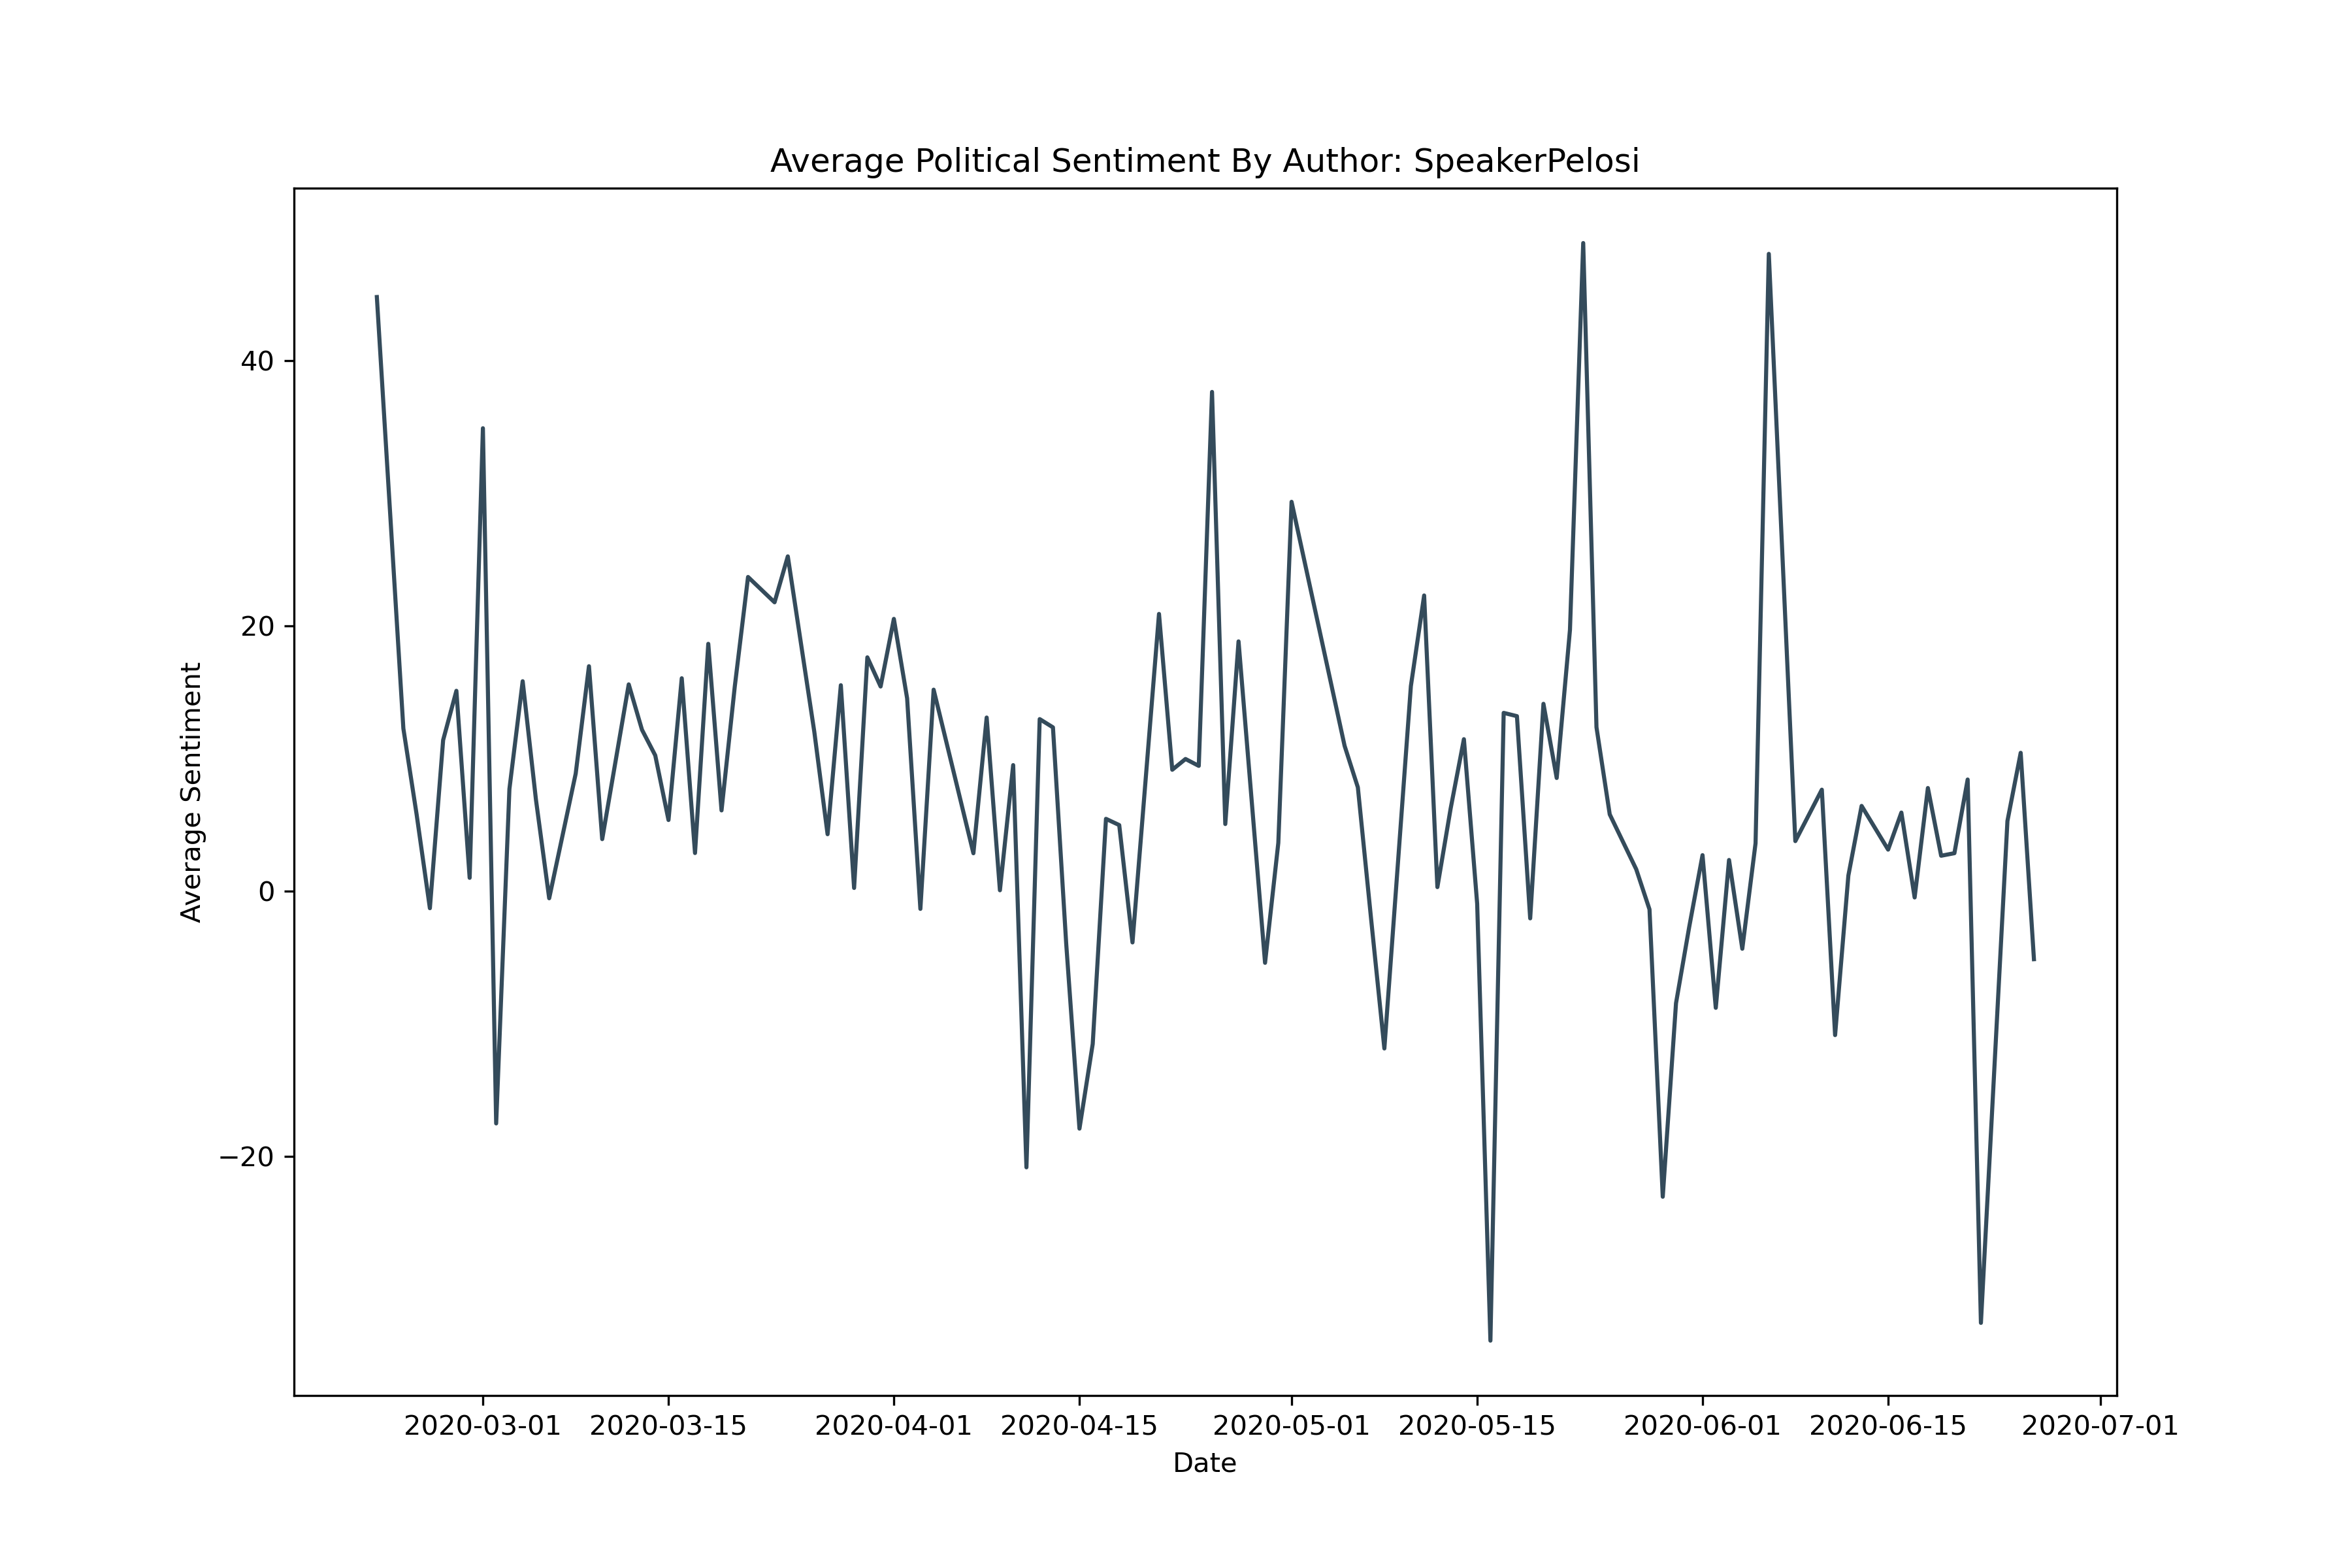 Average Political Sentiment By Author: SpeakerPelosi
Average Sentiment
40
20
0
−20
2020-03-01 2020-03-15 2020-04-01 2020-04-15 2020-05-01 2020-05-15 2020-06-01 2020-06-15 2020-07-01
Date